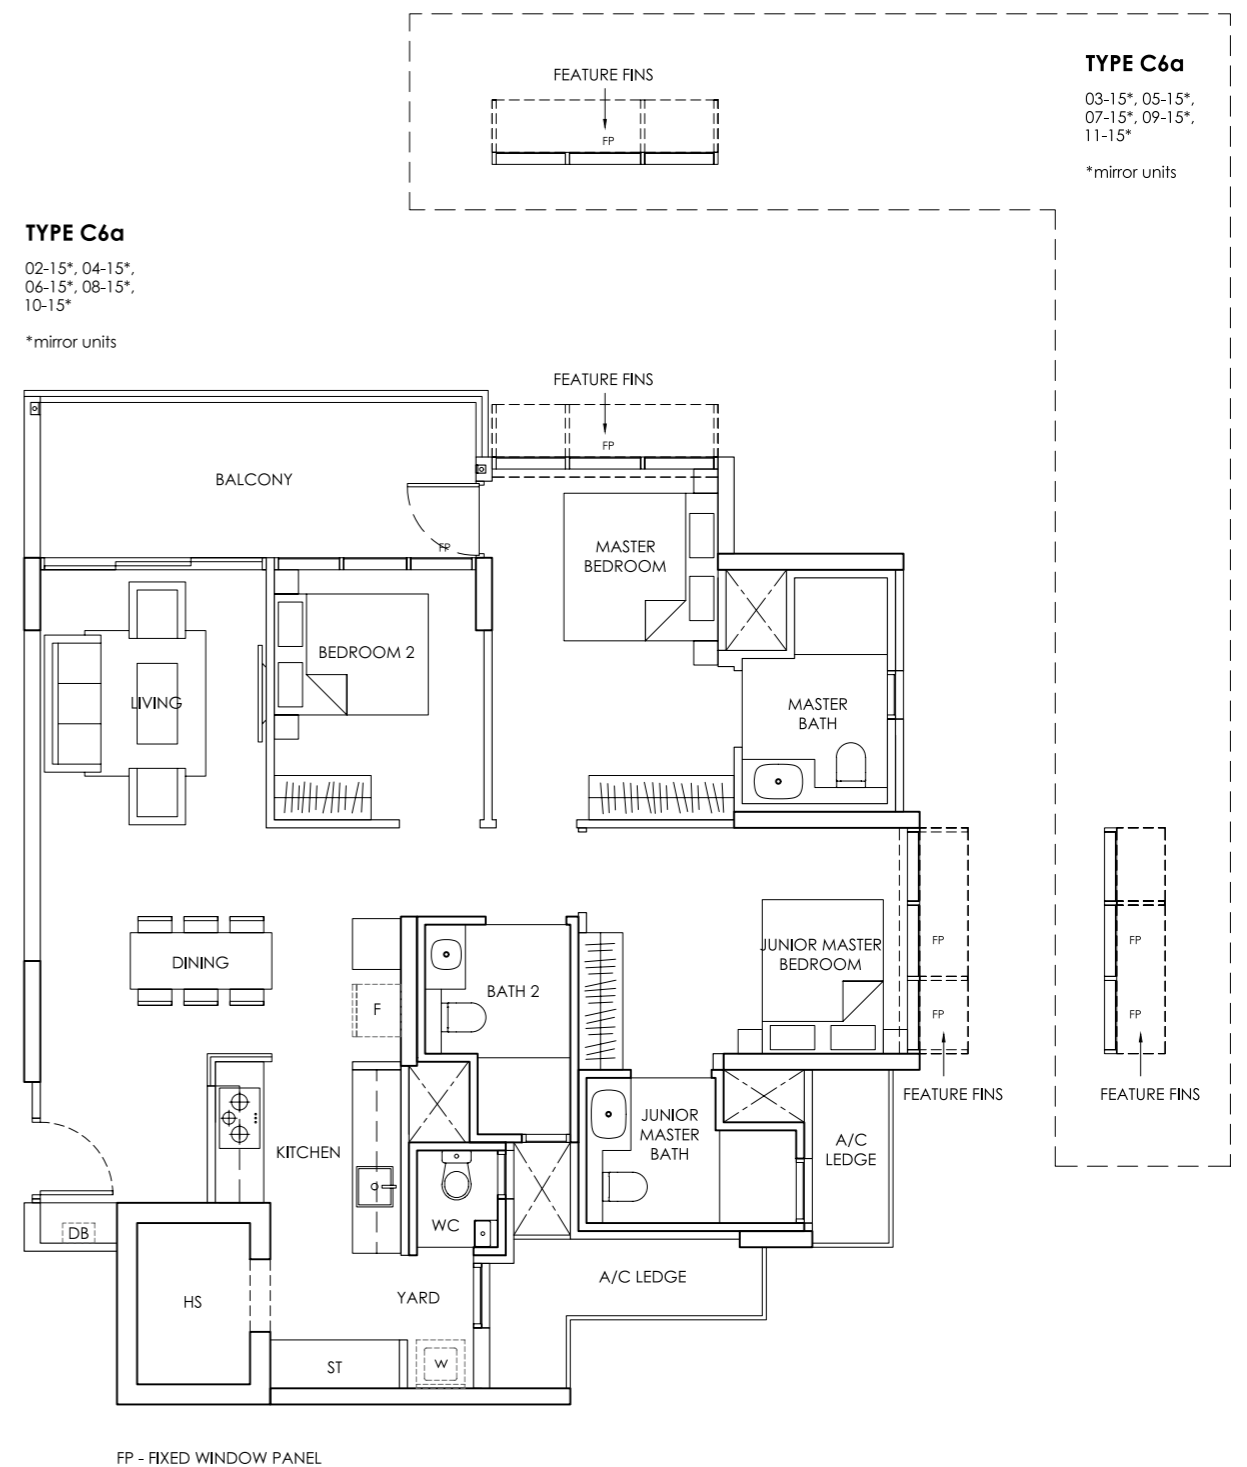 FEATURE FINS
FP
TYPE C6a
03-15*, 05-15*,
07-15*, 09-15*,
11-15*
*mirror units
TYPE C6a
02-15*, 04-15*,
06-15*, 08-15*,
10-15*
*mirror units
FEATURE FINS
FP
BALCONY
FP
MASTER
BEDROOM
BEDROOM 2
LIVING
MASTER
BATH
DINING
F
BATH 2
JUNIOR MASTER
BEDROOM
FP
FP
FEATURE FINS
FP
FP
FEATURE FINS
KITCHEN
JUNIOR
MASTER
BATH
A/C
LEDGE
WC
DB
HS
YARD
A/C LEDGE
ST
W
FP - FIXED WINDOW PANEL